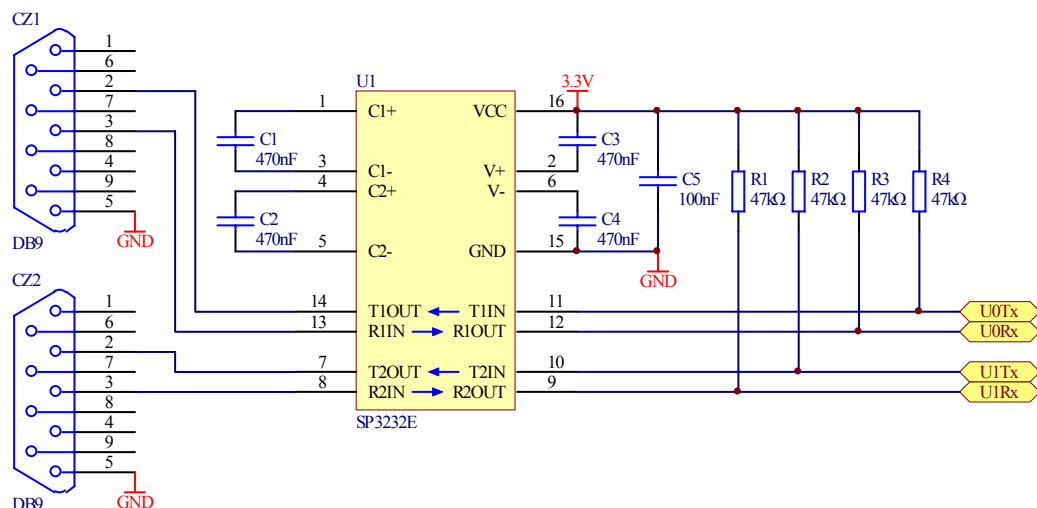 CZ1
1
6
2
7
3
8
4
9
5
GND
DB9
CZ2
1
6
2
7
3
8
4
9
5
GND
DB9
C1
470nF
C2
470nF
U1
1 C1+
3 C1-
4 C2+
5 C2-
14 T1OUT
13 R1IN
7 T2OUT
8 R2IN
VCC 16
V+ 2
V- 6
GND 15
T1IN 11
R1OUT 12
T2IN 10
R2OUT 9
SP3232E
3.3V
C3
470nF
C4
470nF
C5
100nF
GND
R1
47kΩ
R2
47kΩ
R3
47kΩ
R4
47kΩ
U0Tx
U0Rx
U1Tx
U1Rx